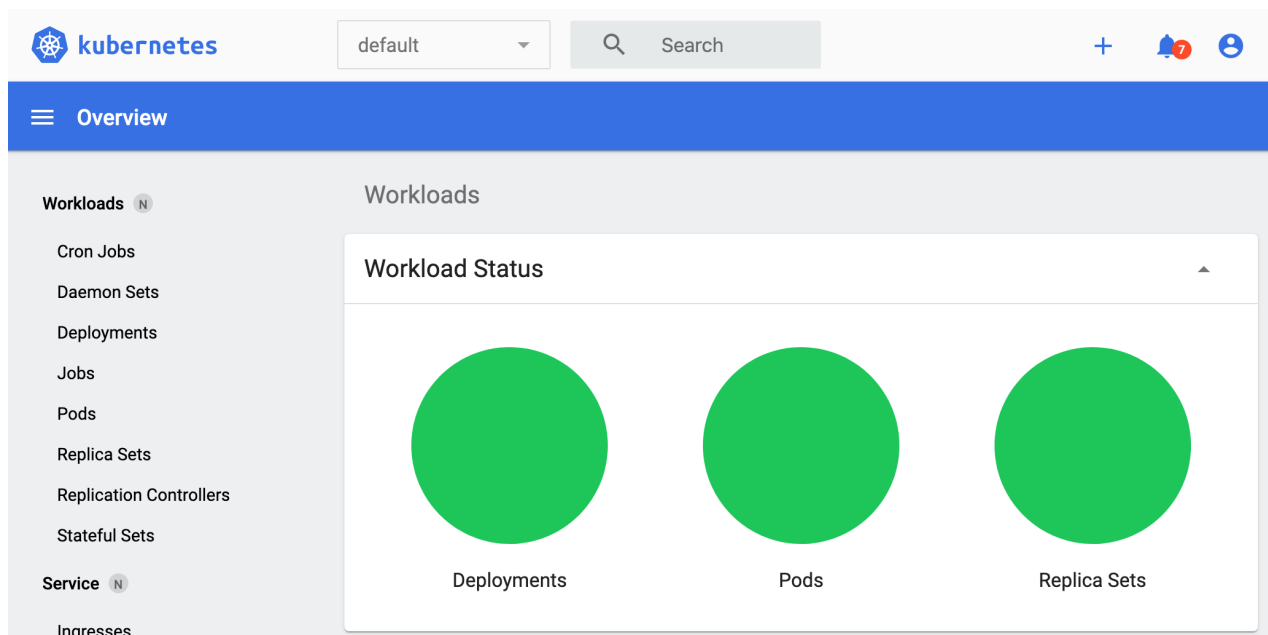 kubernetes
default
Search
7
Overview
Workloads N
Cron Jobs
Daemon Sets
Deployments
Jobs
Pods
Replica Sets
Replication Controllers
Stateful Sets
Service N
Ingresses
Workloads
Workload Status
Deployments
Pods
Replica Sets